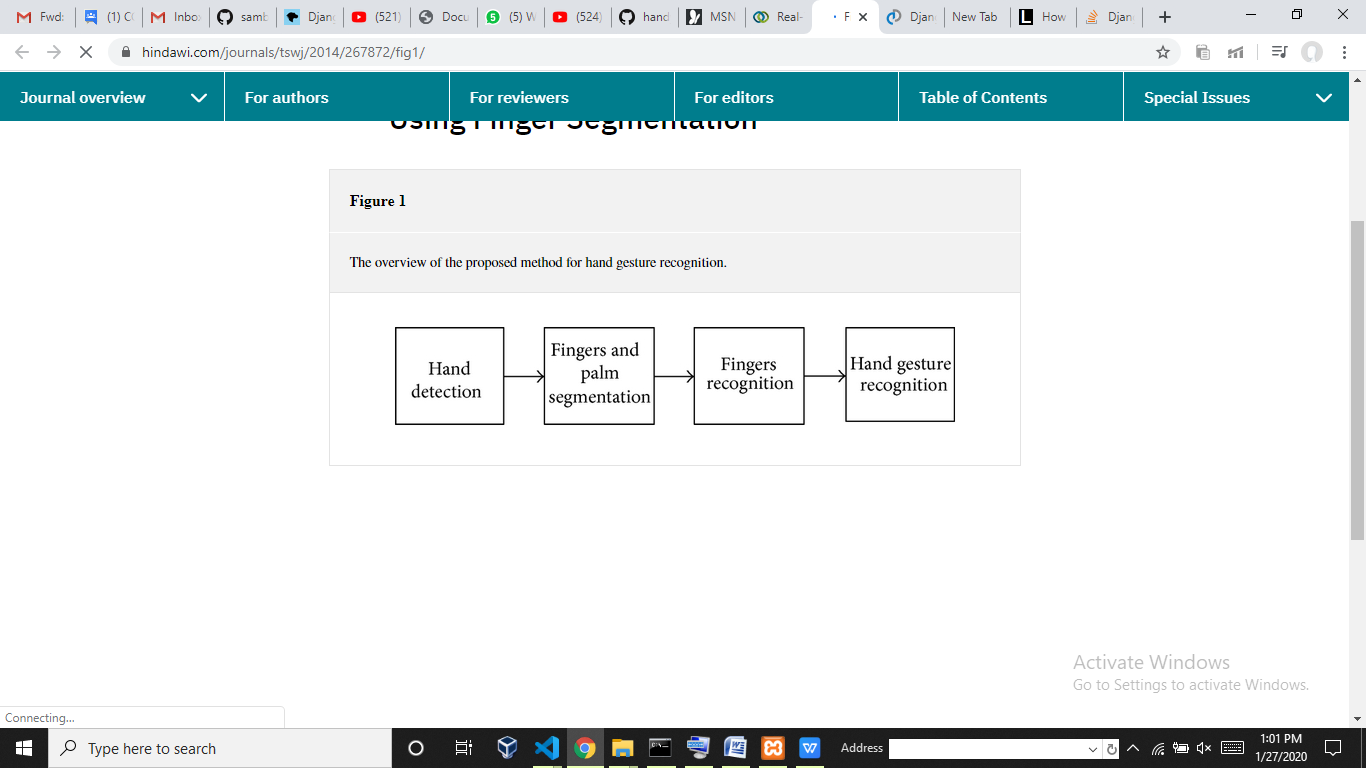 Fwd:
(1) C
Inbo
samb
Djan
(521)
Docu
(5) W
(524)
hand
MSN
Real-
F
Djan
New Tab
How
Djan
hindawi.com/journals/tswj/2014/267872/fig1/
Journal overview
For authors
For reviewers
For editors
Table of Contents
Special Issues
Using Finger Segmentation
Figure 1
The overview of the proposed method for hand gesture recognition.
Hand
detection
Fingers and
palm
segmentation
Fingers
recognition
Hand gesture
recognition
Activate Windows
Go to Settings to activate Windows.
Connecting...
Type here to search
Address
1:01 PM
1/27/2020